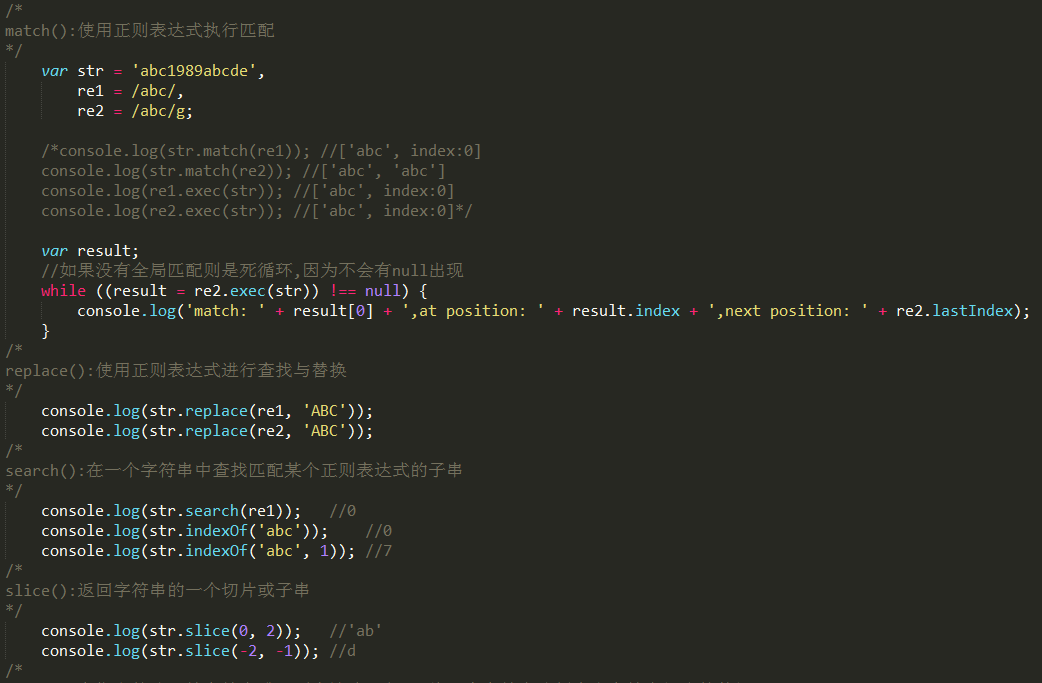 /*
match():使用正则表达式执行匹配
*/
    var str = 'abc1989abcde',
        re1 = /abc/,
        re2 = /abc/g;

    /*console.log(str.match(re1)); //['abc', index:0]
    console.log(str.match(re2)); //['abc', 'abc']
    console.log(re1.exec(str)); //['abc', index:0]
    console.log(re2.exec(str)); //['abc', index:0]*/

    var result;
    //如果没有全局匹配则是死循环,因为不会有null出现
    while ((result = re2.exec(str)) !== null) {
        console.log('match: ' + result[0] + ',at position: ' + result.index + ',next position: ' + re2.lastIndex);
    }
/*
replace():使用正则表达式进行查找与替换
*/
    console.log(str.replace(re1, 'ABC'));
    console.log(str.replace(re2, 'ABC'));
/*
search():在一个字符串中查找匹配某个正则表达式的子串
*/
    console.log(str.search(re1));   //0
    console.log(str.indexOf('abc'));    //0
    console.log(str.indexOf('abc', 1)); //7
/*
slice():返回字符串的一个切片或子串
*/
    console.log(str.slice(0, 2));   //'ab'
    console.log(str.slice(-2, -1)); //d
/*